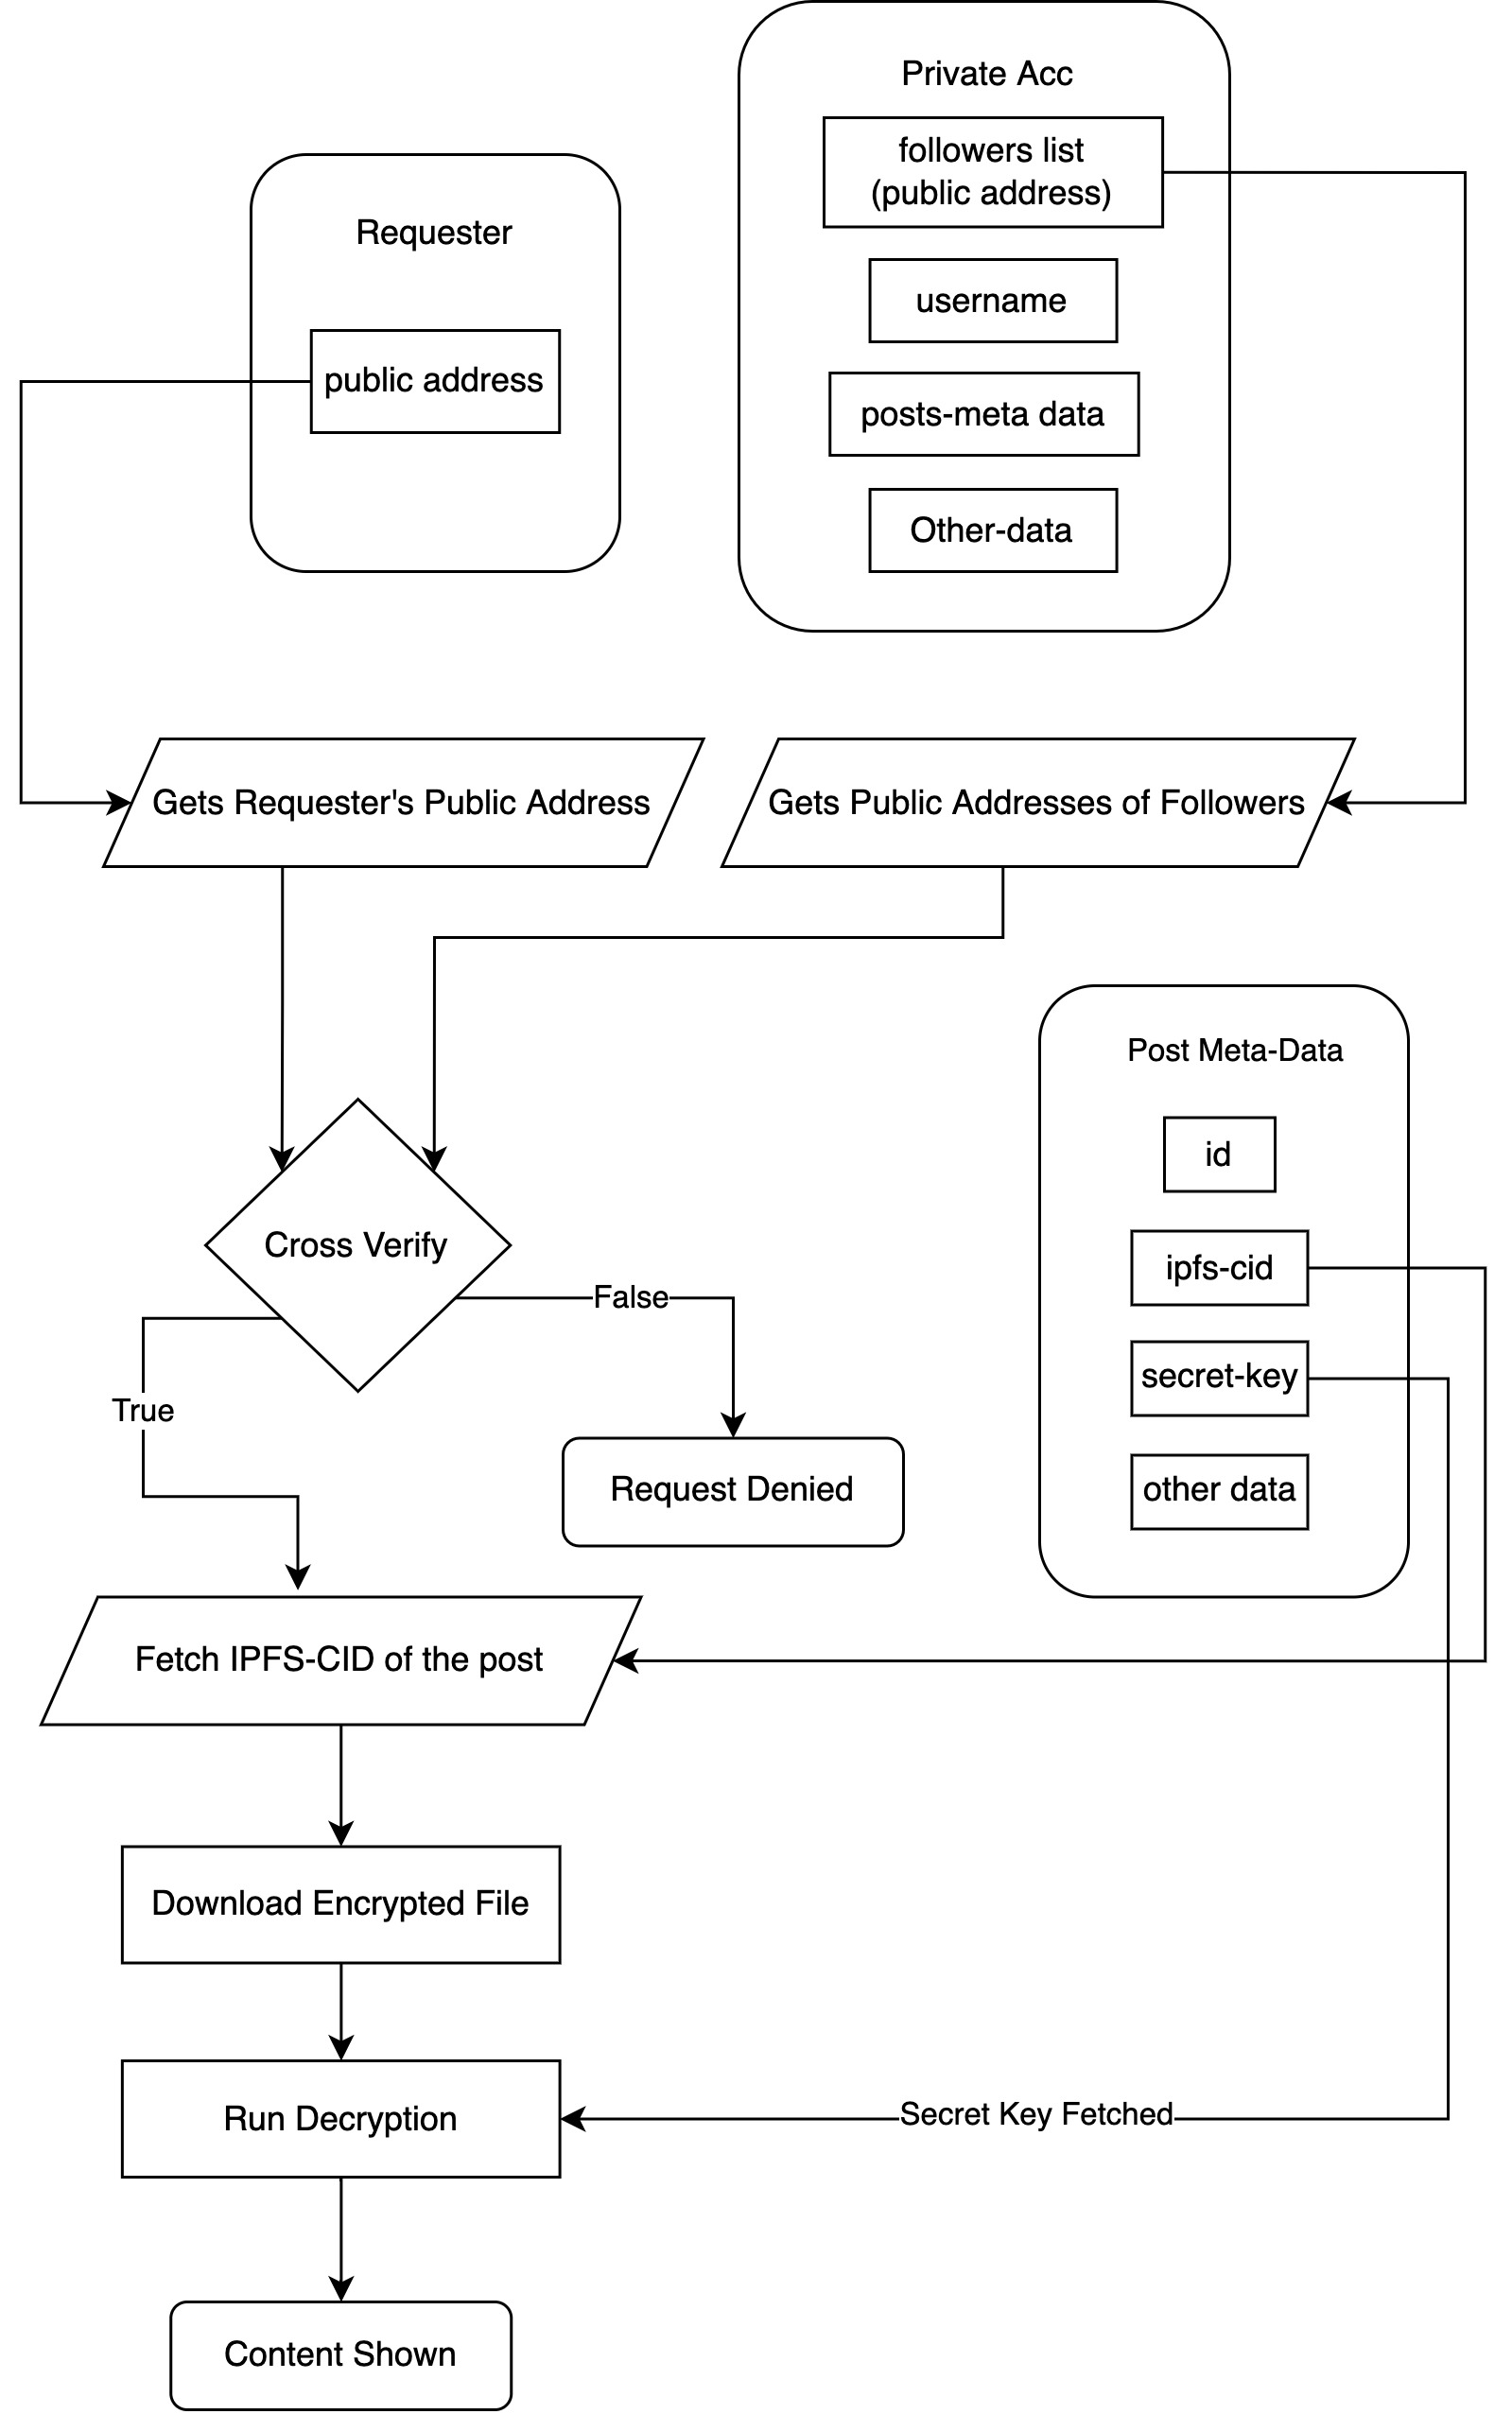 Private Acc
followers list
(public address)
username
posts-meta data
Other-data
Requester
public address
Gets Requester's Public Address
Gets Public Addresses of Followers
Post Meta-Data
id
ipfs-cid
secret-key
other data
Cross Verify
False
True
Request Denied
Fetch IPFS-CID of the post
Download Encrypted File
Run Decryption
Secret Key Fetched
Content Shown